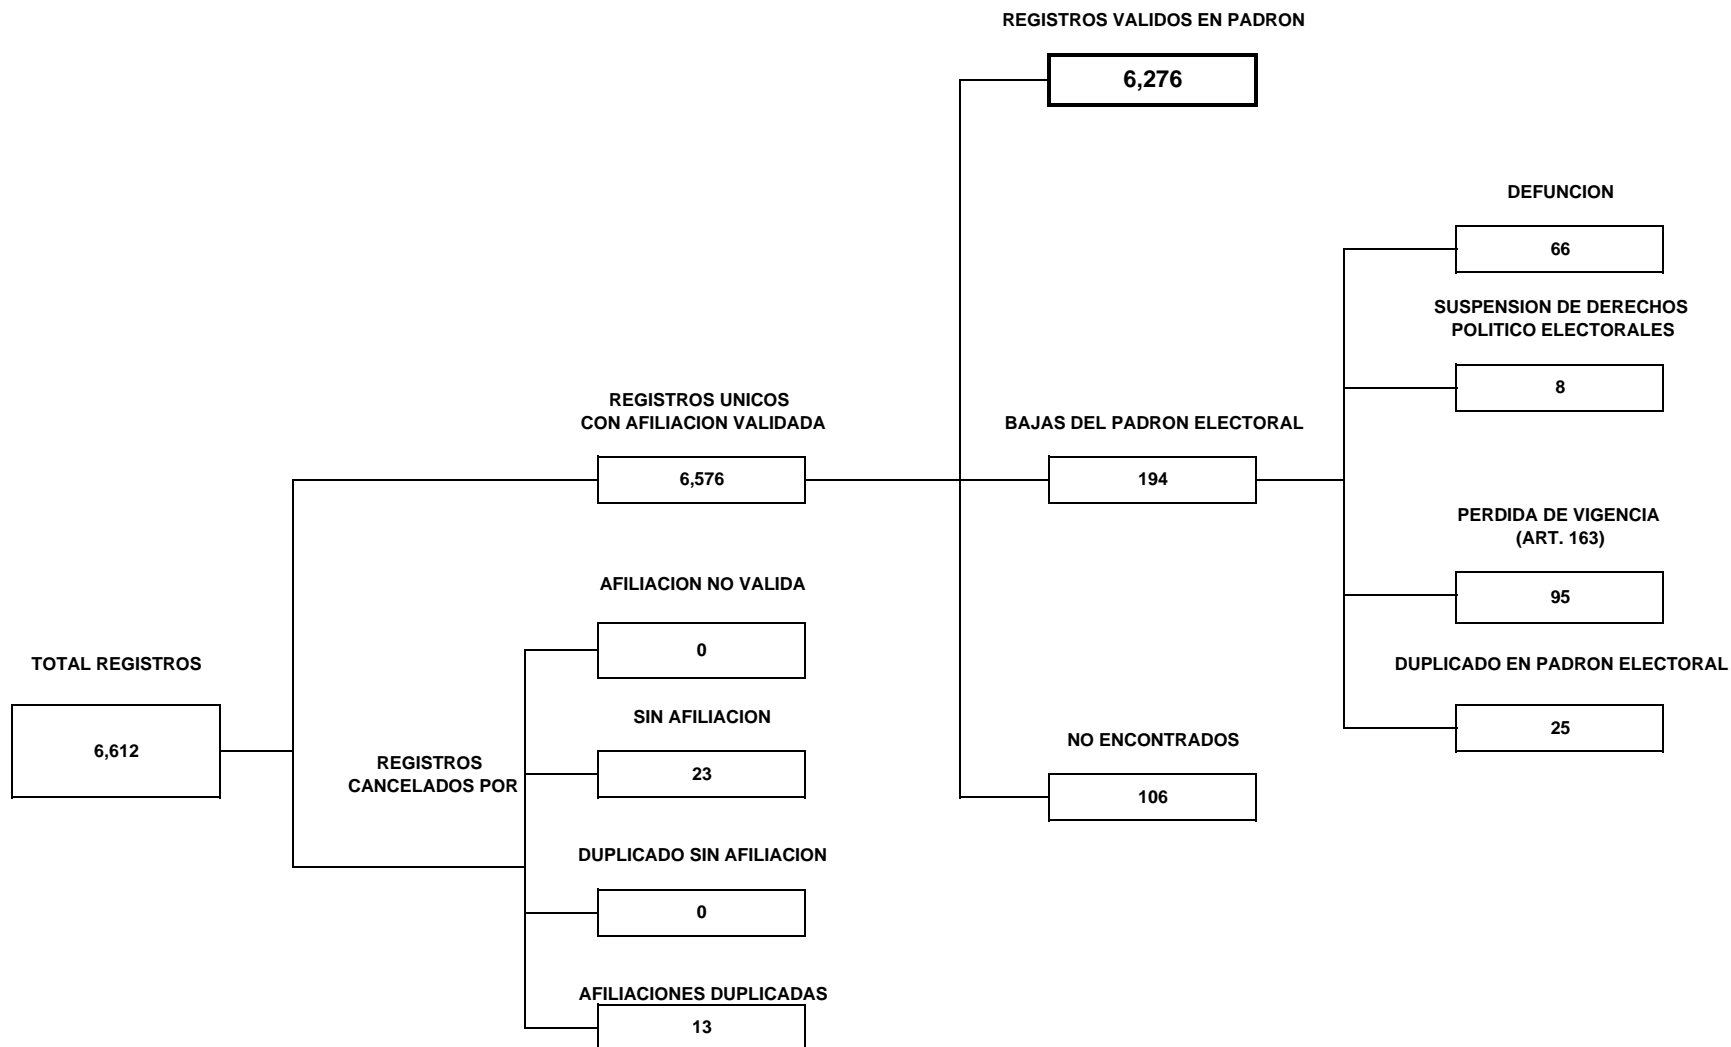 REGISTROS VALIDOS EN PADRON
6,276
DEFUNCION
66
SUSPENSION DE DERECHOS
POLITICO ELECTORALES
8
REGISTROS UNICOS
CON AFILIACION VALIDADA
6,576
BAJAS DEL PADRON ELECTORAL
194
PERDIDA DE VIGENCIA
(ART. 163)
95
AFILIACION NO VALIDA
0
TOTAL REGISTROS
6,612
DUPLICADO EN PADRON ELECTORAL
25
REGISTROS
CANCELADOS POR
SIN AFILIACION
23
NO ENCONTRADOS
106
DUPLICADO SIN AFILIACION
0
AFILIACIONES DUPLICADAS
13